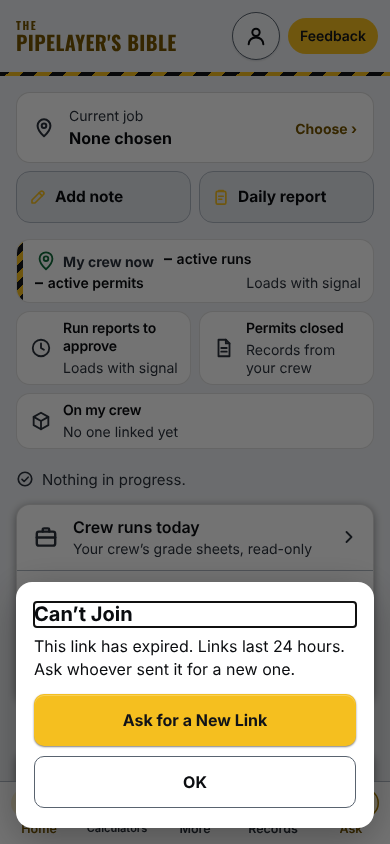 THE
PIPELAYER'S BIBLE
Feedback
Current job
None chosen
Choose ›
Add note
Daily report
My crew now
– active runs
– active permits
Loads with signal
Run reports to
approve
Loads with signal
Permits closed
Records from
your crew
On my crew
No one linked yet
Nothing in progress.
Crew runs today
Your crew’s grade sheets, read-only
Can’t Join
This link has expired. Links last 24 hours.
Ask whoever sent it for a new one.
Ask for a New Link
OK
Home
Calculators
More
Records
Ask